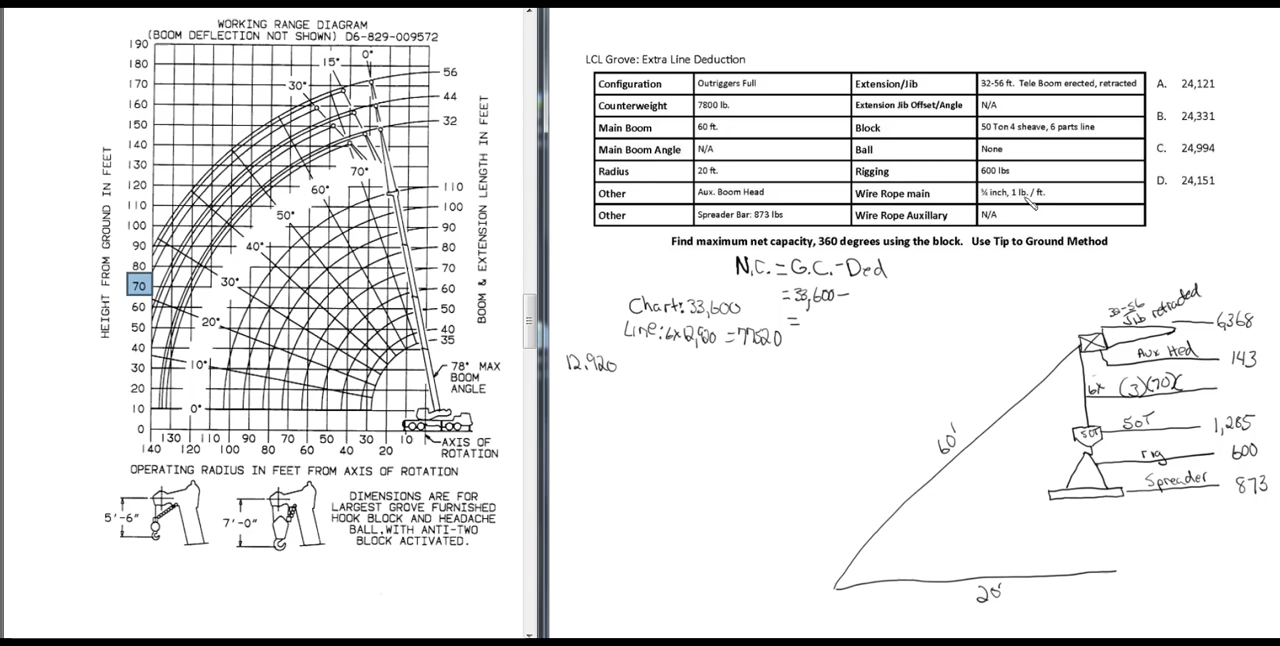 WORKING RANGE DIAGRAM
(BOOM DEFLECTION NOT SHOWN) D6-829-009572
190
180
170
160
150
140
130
120
110
100
90
80
70
60
50
40
30
20
10
0
HEIGHT FROM GROUND IN FEET
0°
15°
30°
56
44
32
70°
60°
50°
40°
30°
20°
10°
0°
110
100
90
80
70
60
50
40
35
BOOM & EXTENSION LENGTH IN FEET
78° MAX
BOOM
ANGLE
AXIS OF
ROTATION
130 110 90 70 50 30 10
140 120 100 80 60 40 20
OPERATING RADIUS IN FEET FROM AXIS OF ROTATION
5'-6"
7'-0"
DIMENSIONS ARE FOR
LARGEST GROVE FURNISHED
HOOK BLOCK AND HEADACHE
BALL, WITH ANTI-TWO
BLOCK ACTIVATED.
LCL Grove: Extra Line Deduction
Configuration Outriggers Full Extension/Jib 32-56 ft. Tele Boom erected, retracted
Counterweight 7800 lb. Extension Jib Offset/Angle N/A
Main Boom 60 ft. Block 50 Ton 4 sheave, 6 parts line
Main Boom Angle N/A Ball None
Radius 20 ft. Rigging 600 lbs
Other Aux. Boom Head Wire Rope main ¾ inch, 1 lb. / ft.
Other Spreader Bar: 873 lbs Wire Rope Auxillary N/A
A. 24,121
B. 24,331
C. 24,994
D. 24,151
Find maximum net capacity, 360 degrees using the block. Use Tip to Ground Method
N.C. = G.C. - Ded
= 33,600 -
=
Chart: 33,600
Line: 6x12,920 = 77520
12,920
32-56
Jib retracted 6,368
Aux Hed 143
6x (3)(70)(
50T 50T 1,285
rig 600
Spreader 873
60'
20'